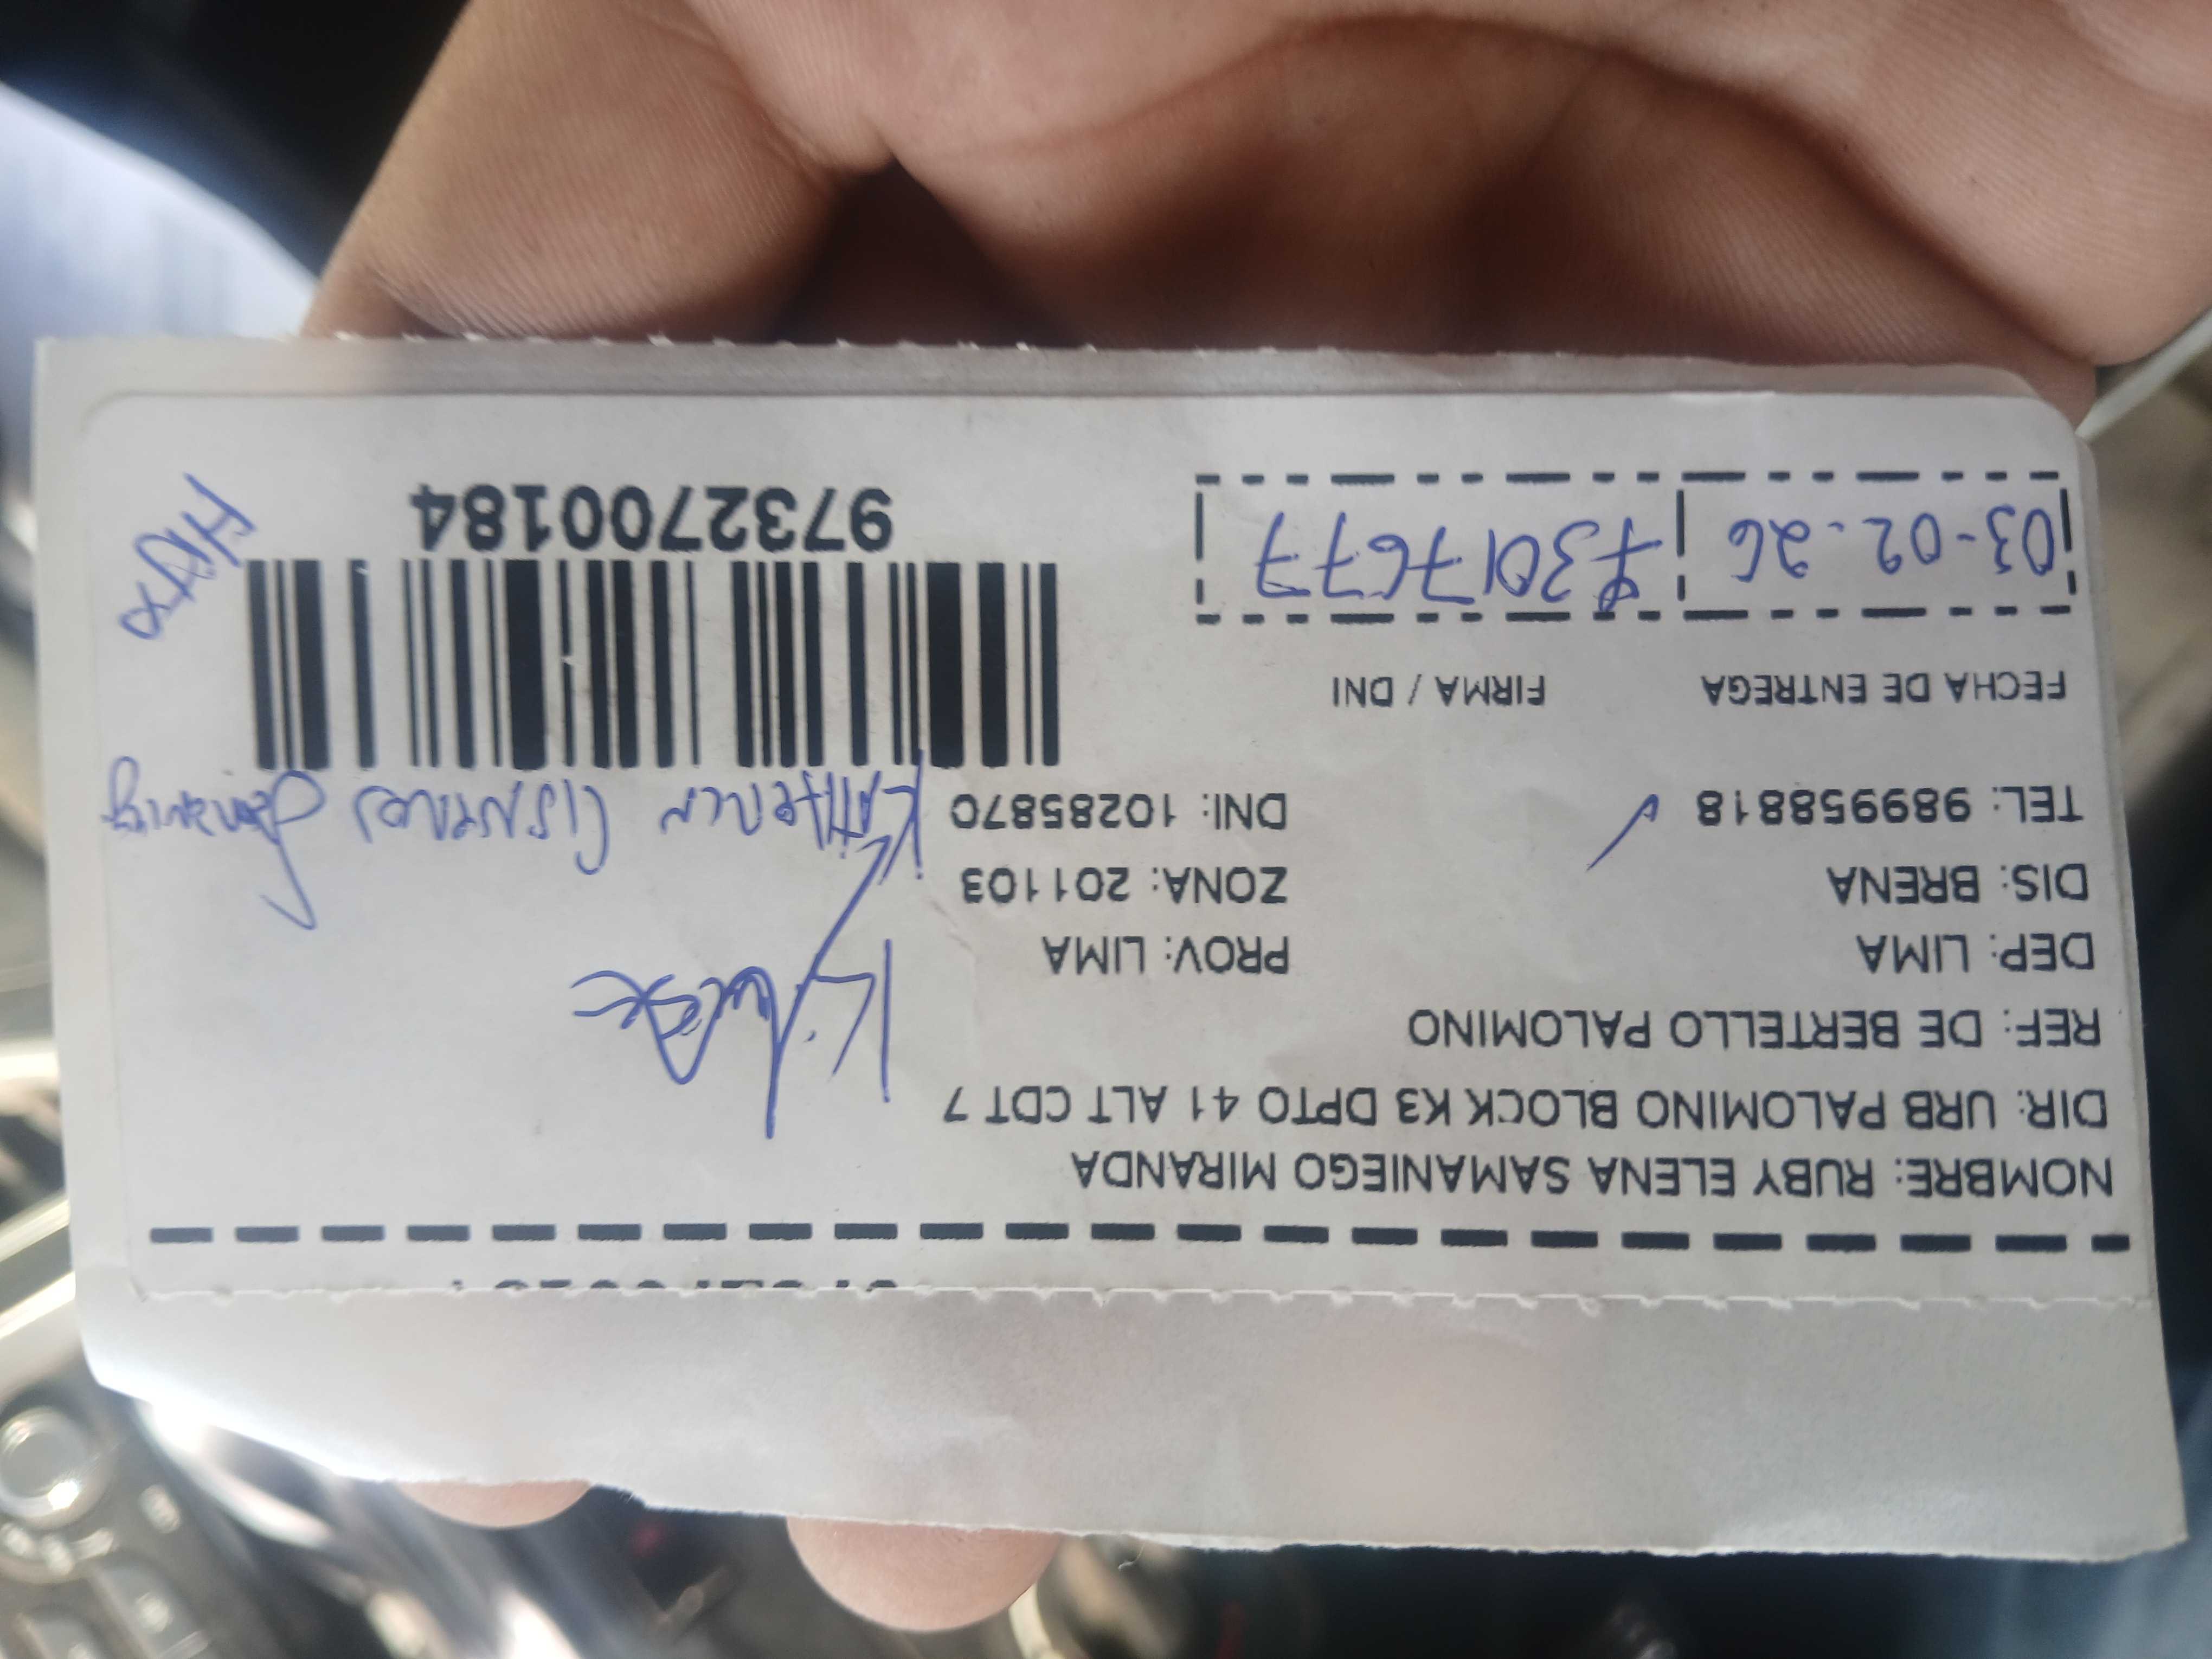 NOMBRE: RUBY ELENA SAMANIEGO MIRANDA
DIR: URB PALOMINO BLOCK K3 DPTO 41 ALT CDT 7
REF: DE BERTELLO PALOMINO
DEP: LIMA PROV: LIMA
DIS: BRENA ZONA: 201103
TEL: 989958818 DNI: 10285870
FECHA DE ENTREGA FIRMA / DNI
03-02-26 73017677
97327001​84